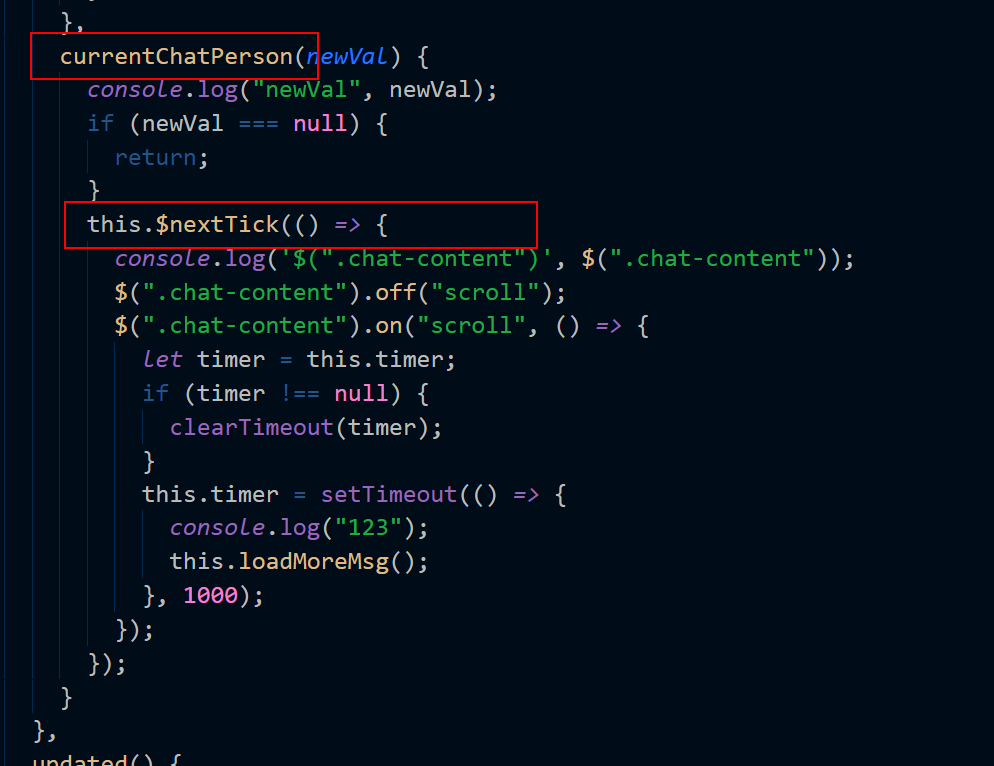 },
currentChatPerson(newVal) {
console.log("newVal", newVal);
if (newVal === null) {
return;
}
this.$nextTick(() => {
console.log('$(".chat-content")', $(".chat-content"));
$(".chat-content").off("scroll");
$(".chat-content").on("scroll", () => {
let timer = this.timer;
if (timer !== null) {
clearTimeout(timer);
}
this.timer = setTimeout(() => {
console.log("123");
this.loadMoreMsg();
}, 1000);
});
});
}
},
updated() {